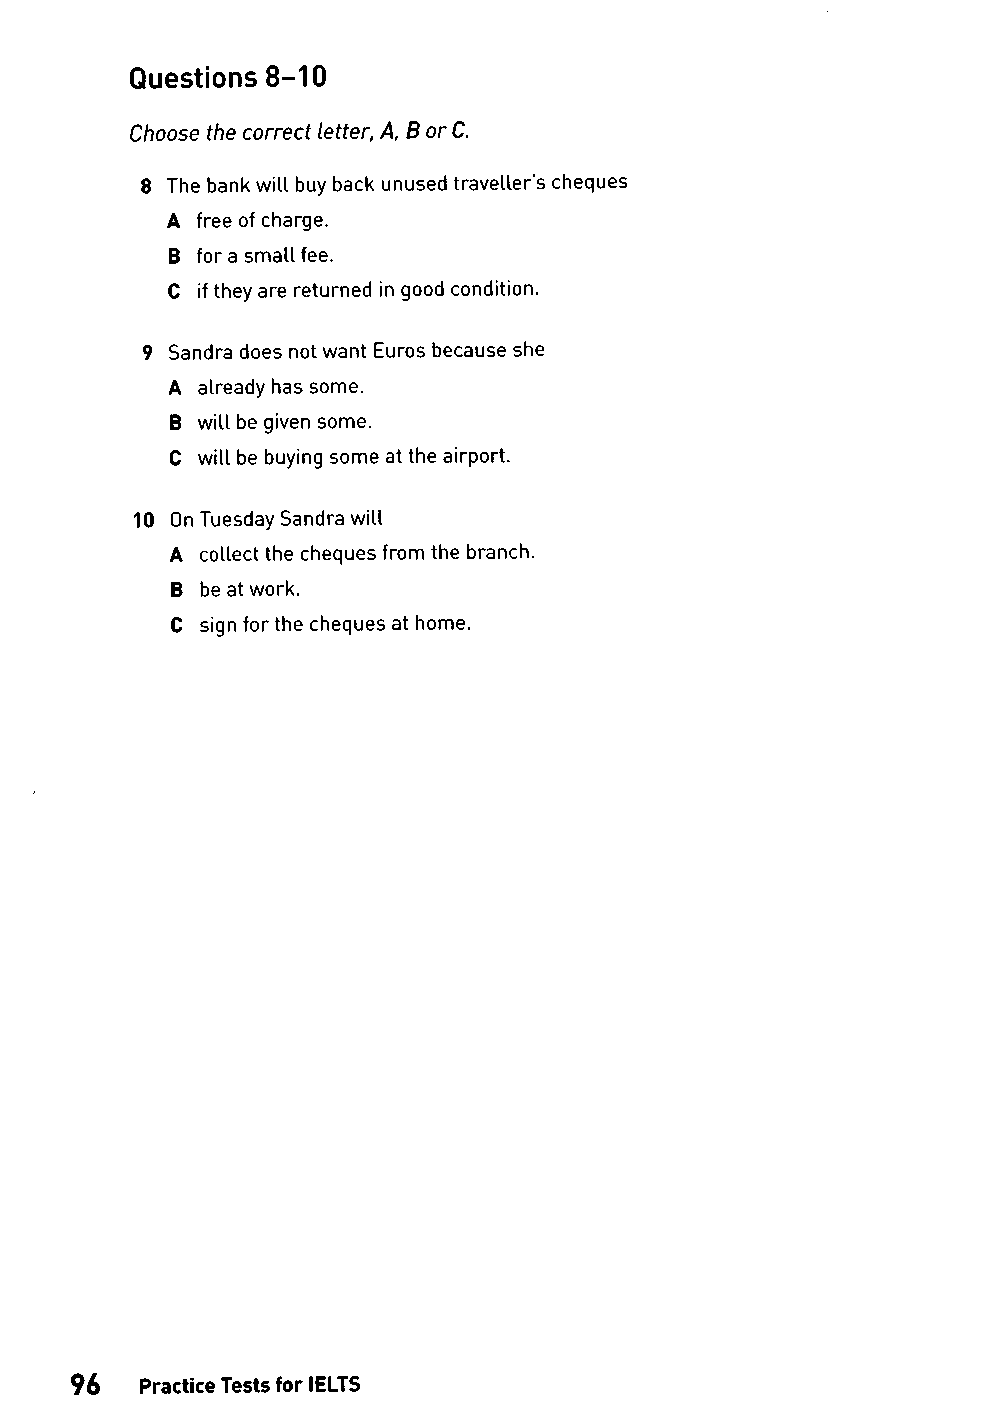 Questions 8–10
Choose the correct letter, A, B or C.
8 The bank will buy back unused traveller's cheques
A free of charge.
B for a small fee.
C if they are returned in good condition.
9 Sandra does not want Euros because she
A already has some.
B will be given some.
C will be buying some at the airport.
10 On Tuesday Sandra will
A collect the cheques from the branch.
B be at work.
C sign for the cheques at home.
96 Practice Tests for IELTS